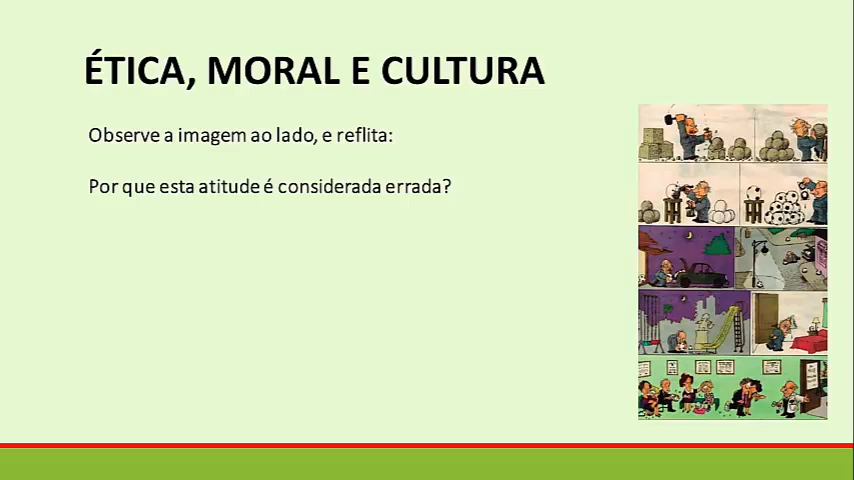 ÉTICA, MORAL E CULTURA
Observe a imagem ao lado, e reflita:
Por que esta atitude é considerada errada?